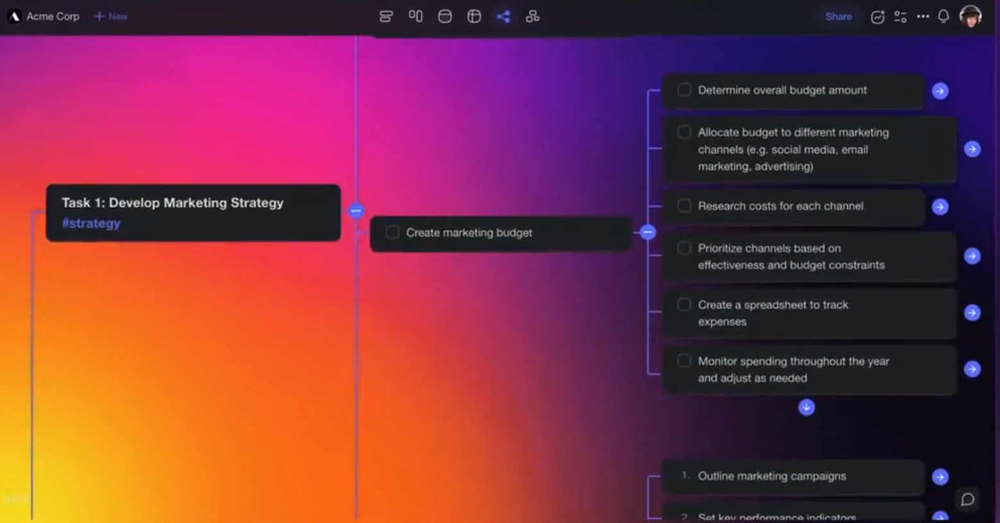 Acme Corp
New
Share
Determine overall budget amount
Allocate budget to different marketing
channels (e.g. social media, email
marketing, advertising)
Research costs for each channel
Task 1: Develop Marketing Strategy
#strategy
Create marketing budget
Prioritize channels based on
effectiveness and budget constraints
Create a spreadsheet to track
expenses
Monitor spending throughout the year
and adjust as needed
1. Outline marketing campaigns
2. Set key performance indicators